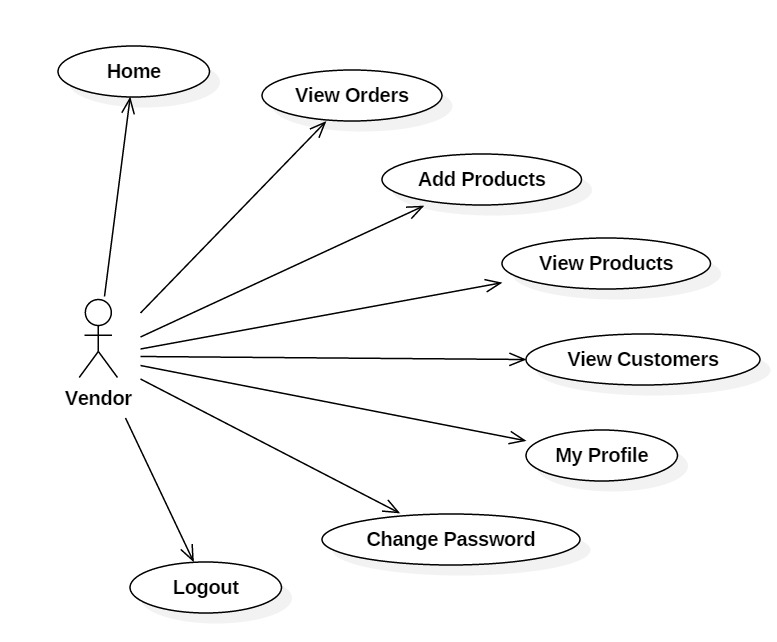 Home
View Orders
Add Products
View Products
View Customers
Vendor
My Profile
Change Password
Logout